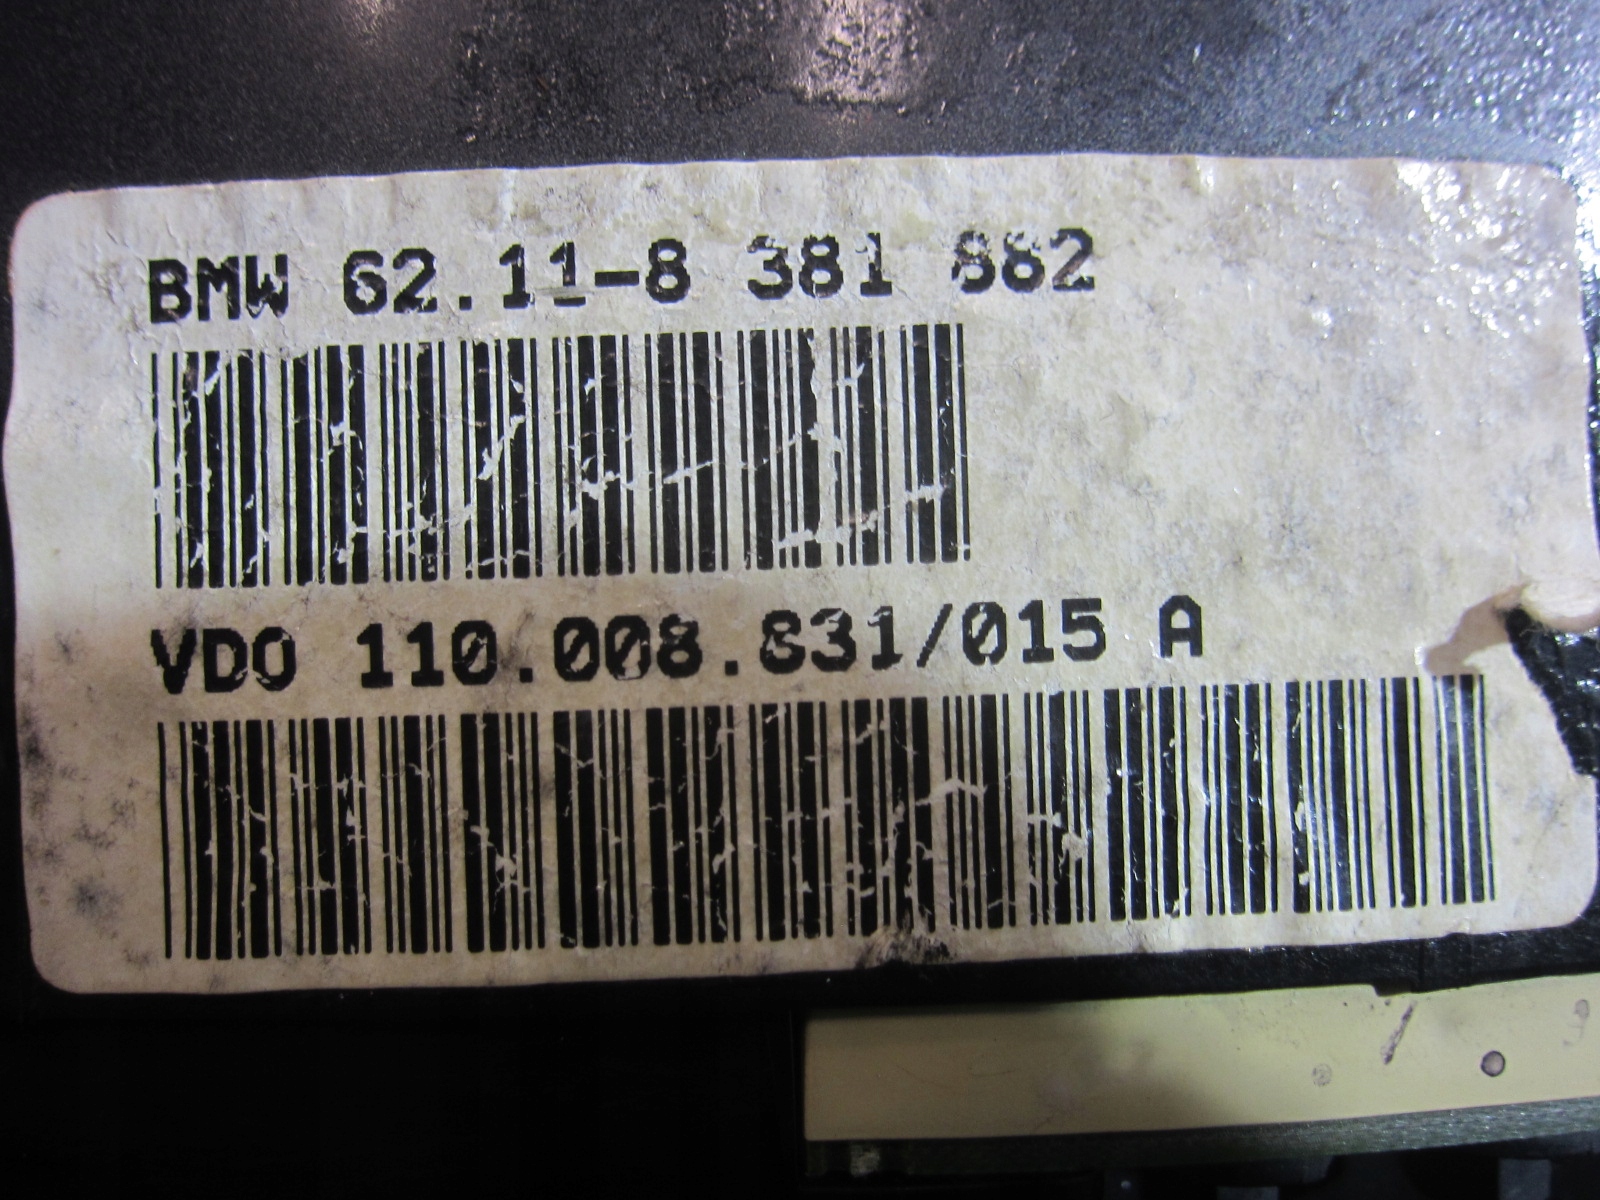 BMW 62.11-8 381 882
VDO 110.008.831/015 A